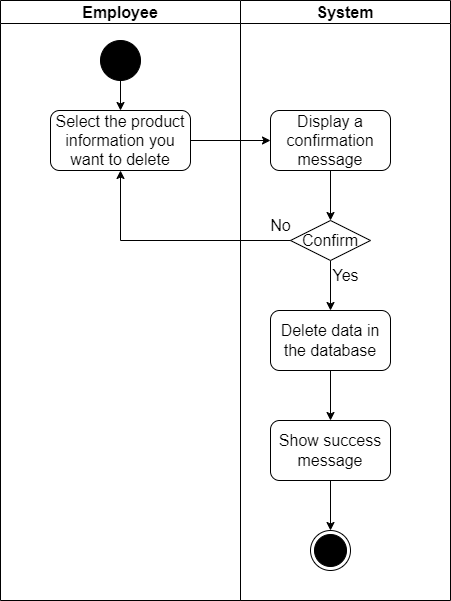 Employee
System
Select the product
information you
want to delete
Display a
confirmation
message
No
Confirm
Yes
Delete data in
the database
Show success
message